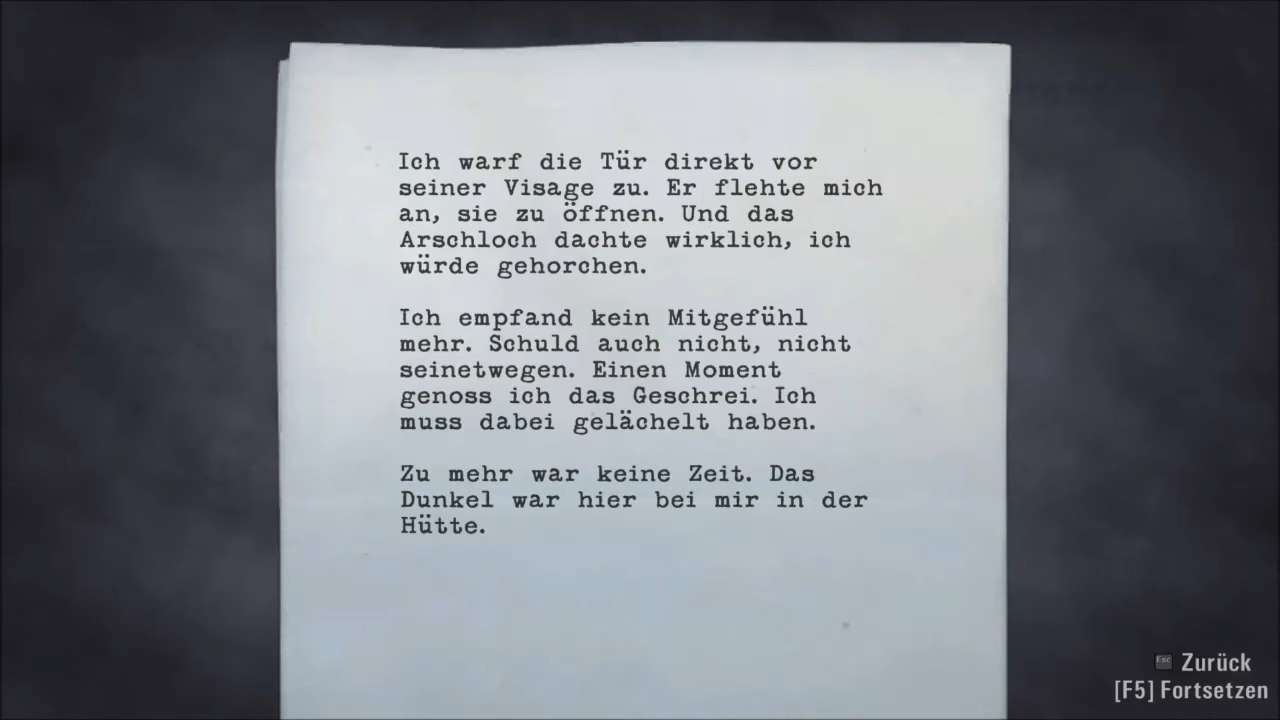 Ich warf die Tür direkt vor
seiner Visage zu. Er flehte mich
an, sie zu öffnen. Und das
Arschloch dachte wirklich, ich
würde gehorchen.
Ich empfand kein Mitgefühl
mehr. Schuld auch nicht, nicht
seinetwegen. Einen Moment
genoss ich das Geschrei. Ich
muss dabei gelächelt haben.
Zu mehr war keine Zeit. Das
Dunkel war hier bei mir in der
Hütte.
Esc Zurück
[F5] Fortsetzen